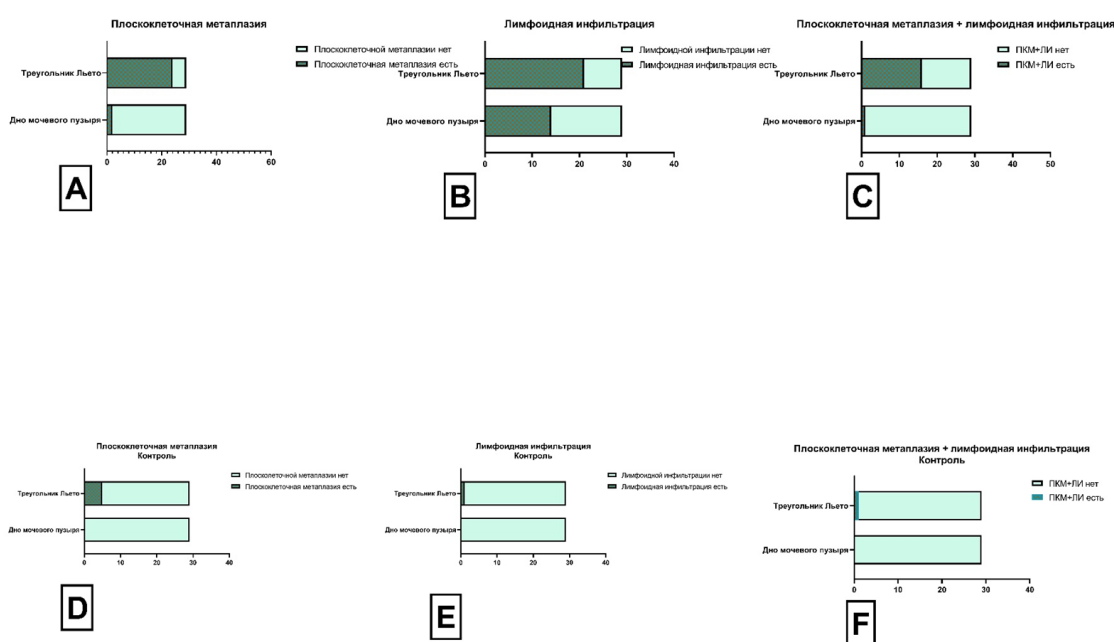 Плоскоклеточная метаплазия
Плоскоклеточной метаплазии нет
Плоскоклеточная метаплазия есть
Треугольник Льето
Дно мочевого пузыря
0 20 40 60
A
Лимфоидная инфильтрация
Лимфоидной инфильтрации нет
Лимфоидная инфильтрация есть
Треугольник Льето
Дно мочевого пузыря
0 10 20 30 40
B
Плоскоклеточная метаплазия + лимфоидная инфильтрация
ПКМ+ЛИ нет
ПКМ+ЛИ есть
Треугольник Льето
Дно мочевого пузыря
0 10 20 30 40 50
C
Плоскоклеточная метаплазия
Контроль
Плоскоклеточной метаплазии нет
Плоскоклеточная метаплазия есть
Треугольник Льето
Дно мочевого пузыря
0 10 20 30 40
D
Лимфоидная инфильтрация
Контроль
Лимфоидной инфильтрации нет
Лимфоидная инфильтрация есть
Треугольник Льето
Дно мочевого пузыря
0 10 20 30 40
E
Плоскоклеточная метаплазия + лимфоидная инфильтрация
Контроль
ПКМ+ЛИ нет
ПКМ+ЛИ есть
Треугольник Льето
Дно мочевого пузыря
0 10 20 30 40
F